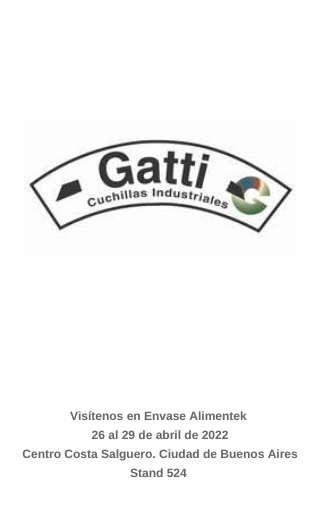 Gatti
Cuchillas Industriales
Visítenos en Envase Alimentek
26 al 29 de abril de 2022
Centro Costa Salguero. Ciudad de Buenos Aires
Stand 524